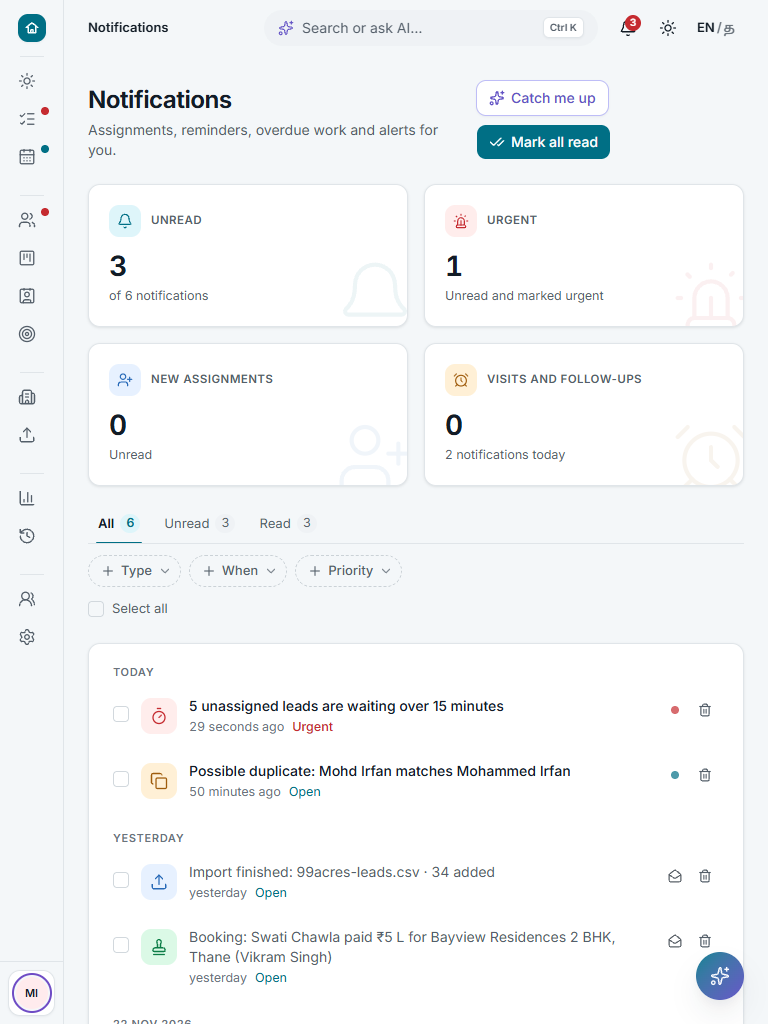 Notifications
Search or ask AI...
Ctrl K
3
EN / த
Notifications
Assignments, reminders, overdue work and alerts for
you.
Catch me up
Mark all read
UNREAD
3
of 6 notifications
URGENT
1
Unread and marked urgent
NEW ASSIGNMENTS
0
Unread
VISITS AND FOLLOW-UPS
0
2 notifications today
All 6
Unread 3
Read 3
Type
When
Priority
Select all
TODAY
5 unassigned leads are waiting over 15 minutes
29 seconds ago Urgent
Possible duplicate: Mohd Irfan matches Mohammed Irfan
50 minutes ago Open
YESTERDAY
Import finished: 99acres-leads.csv · 34 added
yesterday Open
Booking: Swati Chawla paid ₹5 L for Bayview Residences 2 BHK,
Thane (Vikram Singh)
yesterday Open
22 NOV 2026
MI